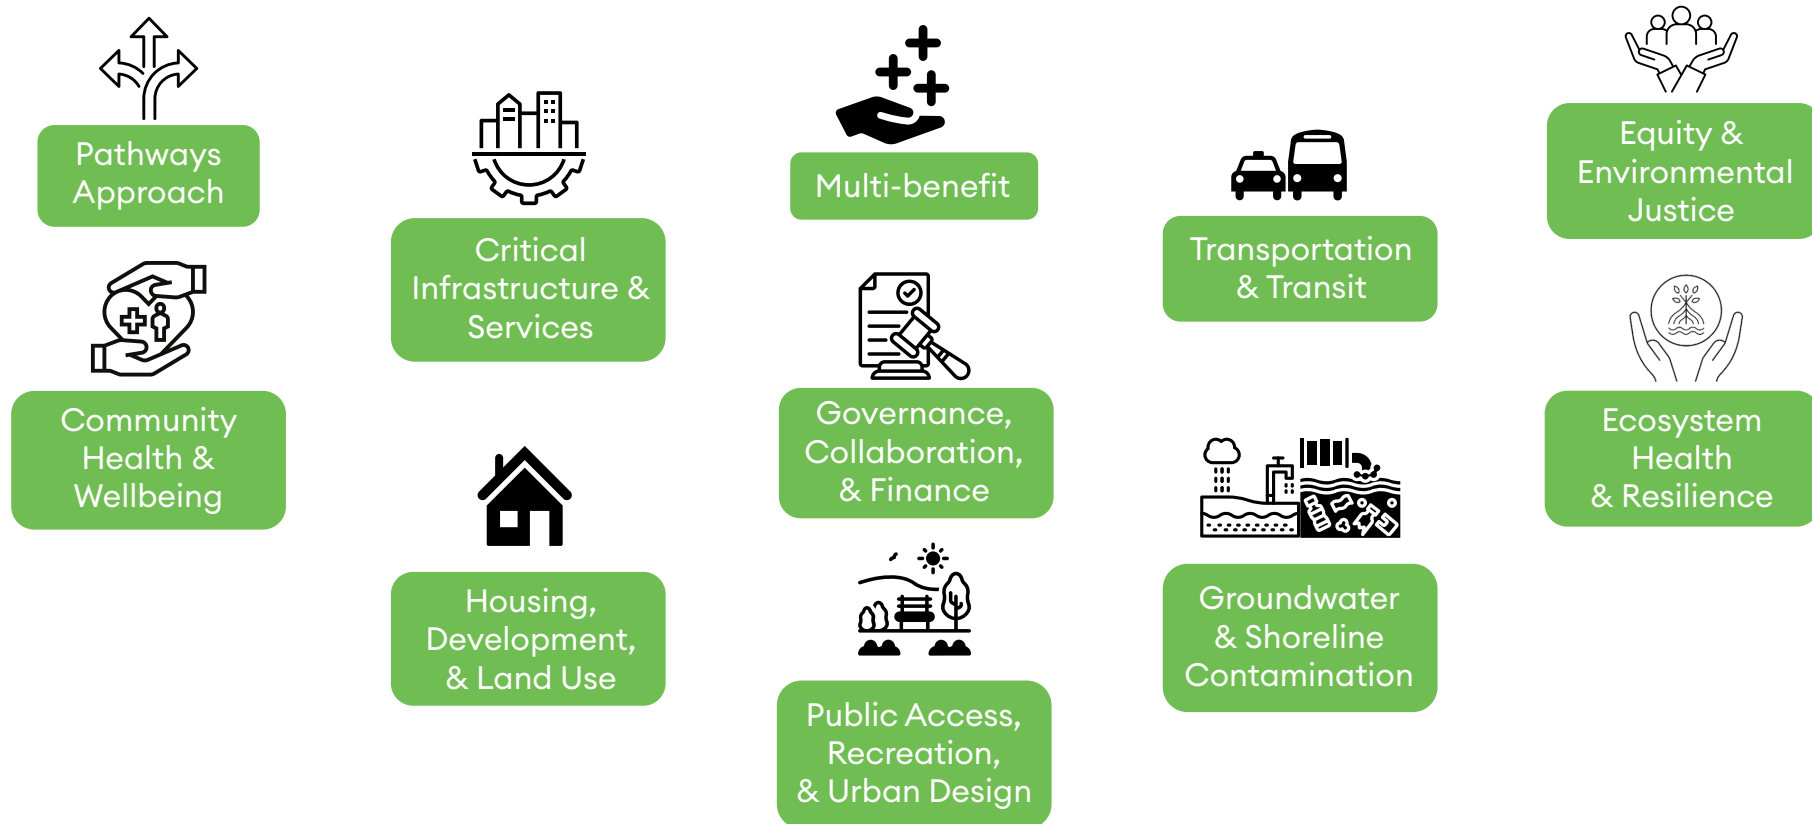 Pathways
Approach
Critical
Infrastructure &
Services
Multi-benefit
Transportation
& Transit
Equity &
Environmental
Justice
Community
Health &
Wellbeing
Housing,
Development,
& Land Use
Governance,
Collaboration,
& Finance
Public Access,
Recreation,
& Urban Design
Groundwater
& Shoreline
Contamination
Ecosystem
Health
& Resilience